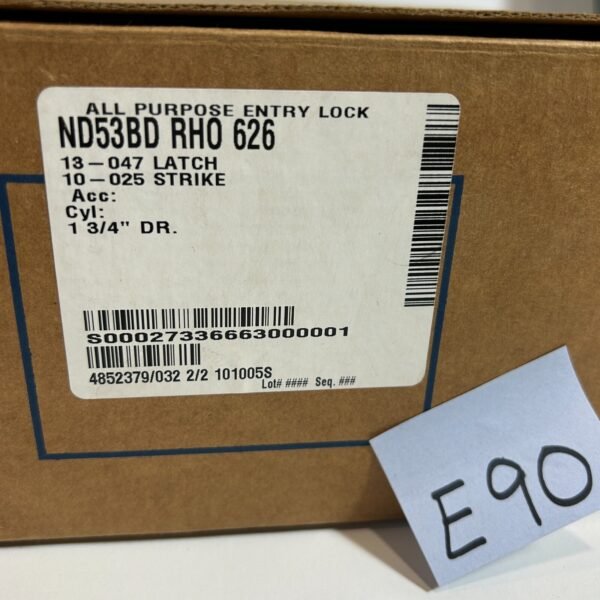 ALL PURPOSE ENTRY LOCK
ND53BD RHO 626
13-047 LATCH
10-025 STRIKE
Acc:
Cyl:
1 3/4" DR.
S00027336663000001
4852379/032 2/2 101005S
Lot# #### Seq. ###
E90